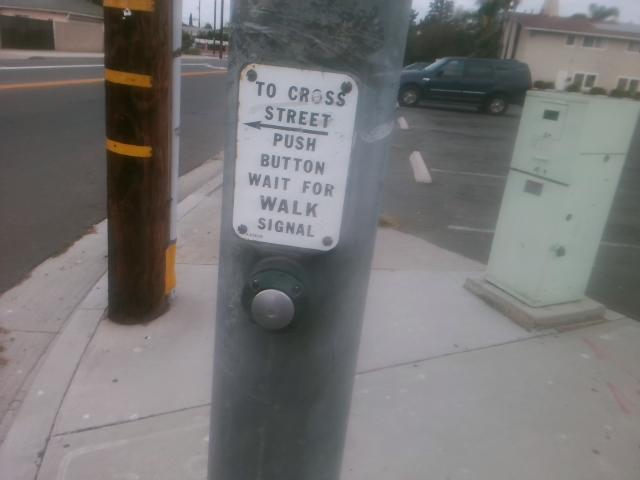 TO CROSS
STREET
PUSH
BUTTON
WAIT FOR
WALK
SIGNAL